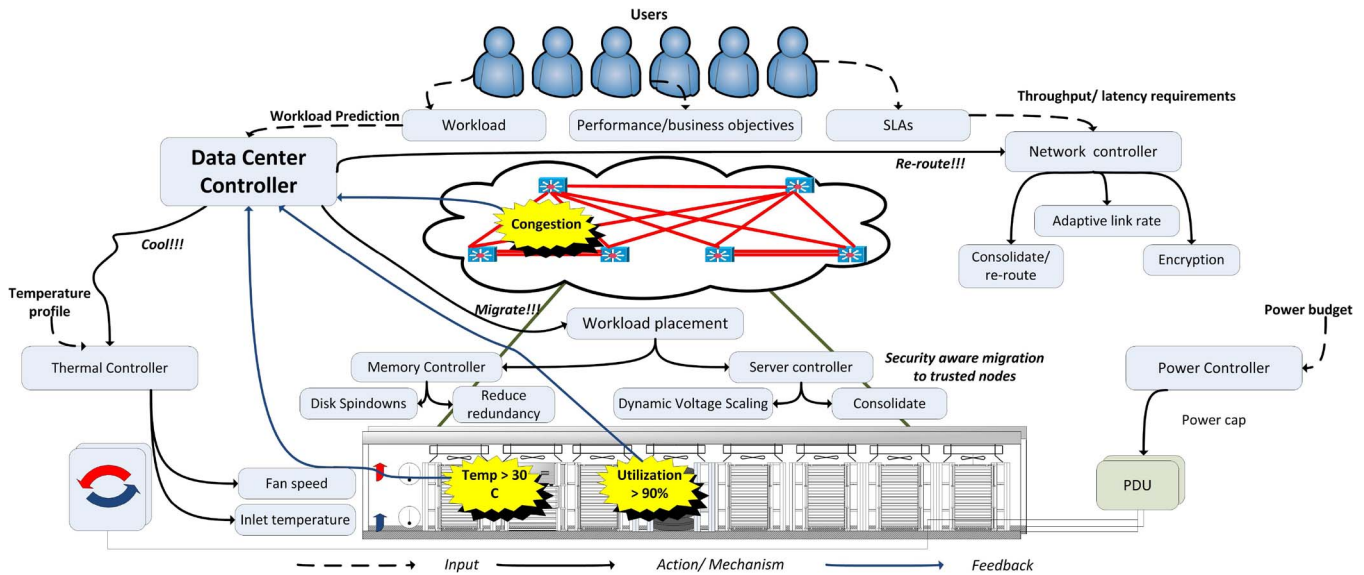 Users
Throughput/ latency requirements
Workload Prediction
Workload
Performance/business objectives
SLAs
Data Center
Controller
Re-route!!!
Network controller
Congestion
Adaptive link rate
Cool!!!
Consolidate/
re-route
Encryption
Temperature
profile
Migrate!!!
Workload placement
Power budget
Thermal Controller
Memory Controller
Server controller
Security aware migration
to trusted nodes
Power Controller
Disk Spindowns
Reduce
redundancy
Dynamic Voltage Scaling
Consolidate
Power cap
Fan speed
Temp > 30
C
Utilization
> 90%
PDU
Inlet temperature
Input
Action/ Mechanism
Feedback